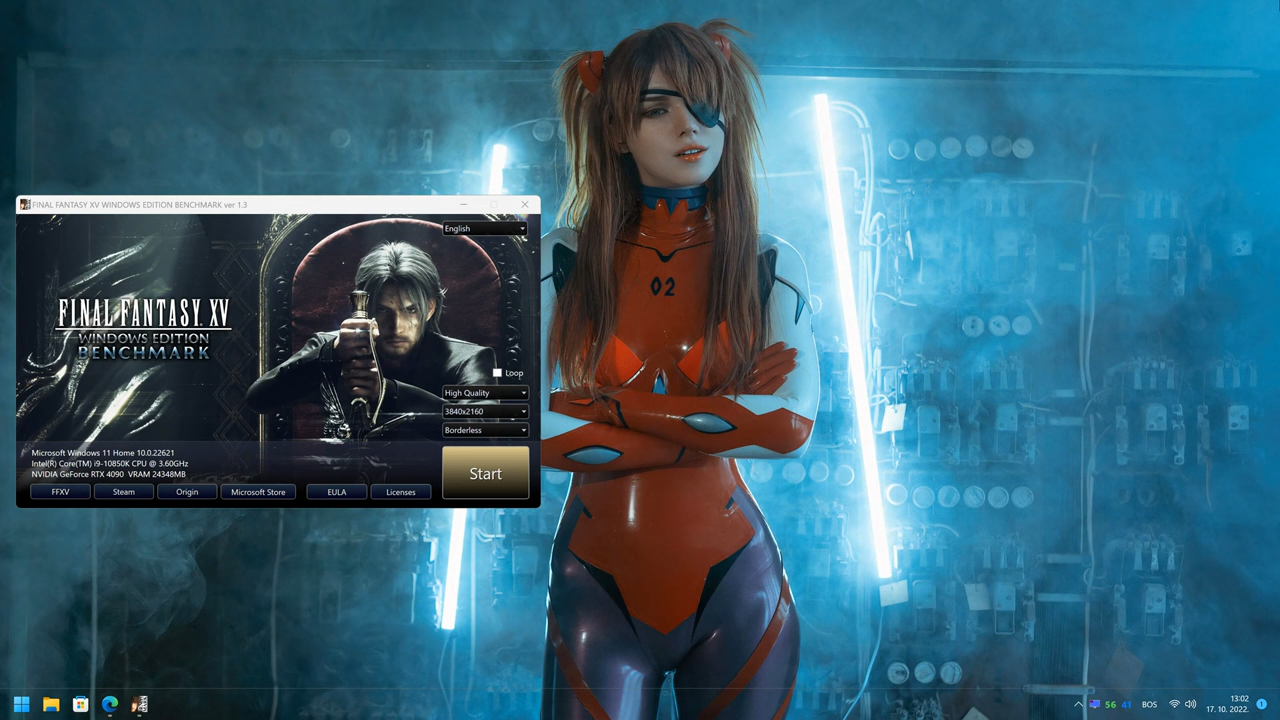 FINAL FANTASY XV WINDOWS EDITION BENCHMARK ver 1.3
English
FINAL FANTASY XV
WINDOWS EDITION
BENCHMARK
Loop
High Quality
3840x2160
Borderless
Microsoft Windows 11 Home 10.0.22621
Intel(R) Core(TM) i9-10850K CPU @ 3.60GHz
NVIDIA GeForce RTX 4090 VRAM 24348MB
Start
FFXV
Steam
Origin
Microsoft Store
EULA
Licenses
02
56 41 BOS 13:02
17. 10. 2022. 1